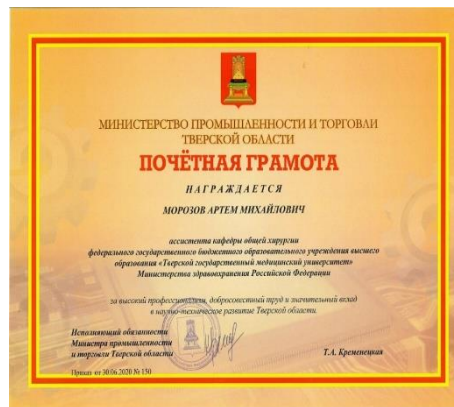 МИНИСТЕРСТВО ПРОМЫШЛЕННОСТИ И ТОРГОВЛИ
ТВЕРСКОЙ ОБЛАСТИ
ПОЧЁТНАЯ ГРАМОТА
НАГРАЖДАЕТСЯ
МОРОЗОВ АРТЕМ МИХАЙЛОВИЧ
ассистента кафедры общей хирургии
федерального государственного бюджетного образовательного учреждения высшего
образования «Тверской государственный медицинский университет»
Министерства здравоохранения Российской Федерации
за высокий профессионализм, добросовестный труд и значительный вклад
в научно-техническое развитие Тверской области
Исполняющий обязанности
Министра промышленности
и торговли Тверской области
Т.А. Кременецкая
Приказ от 30.06.2020 № 130